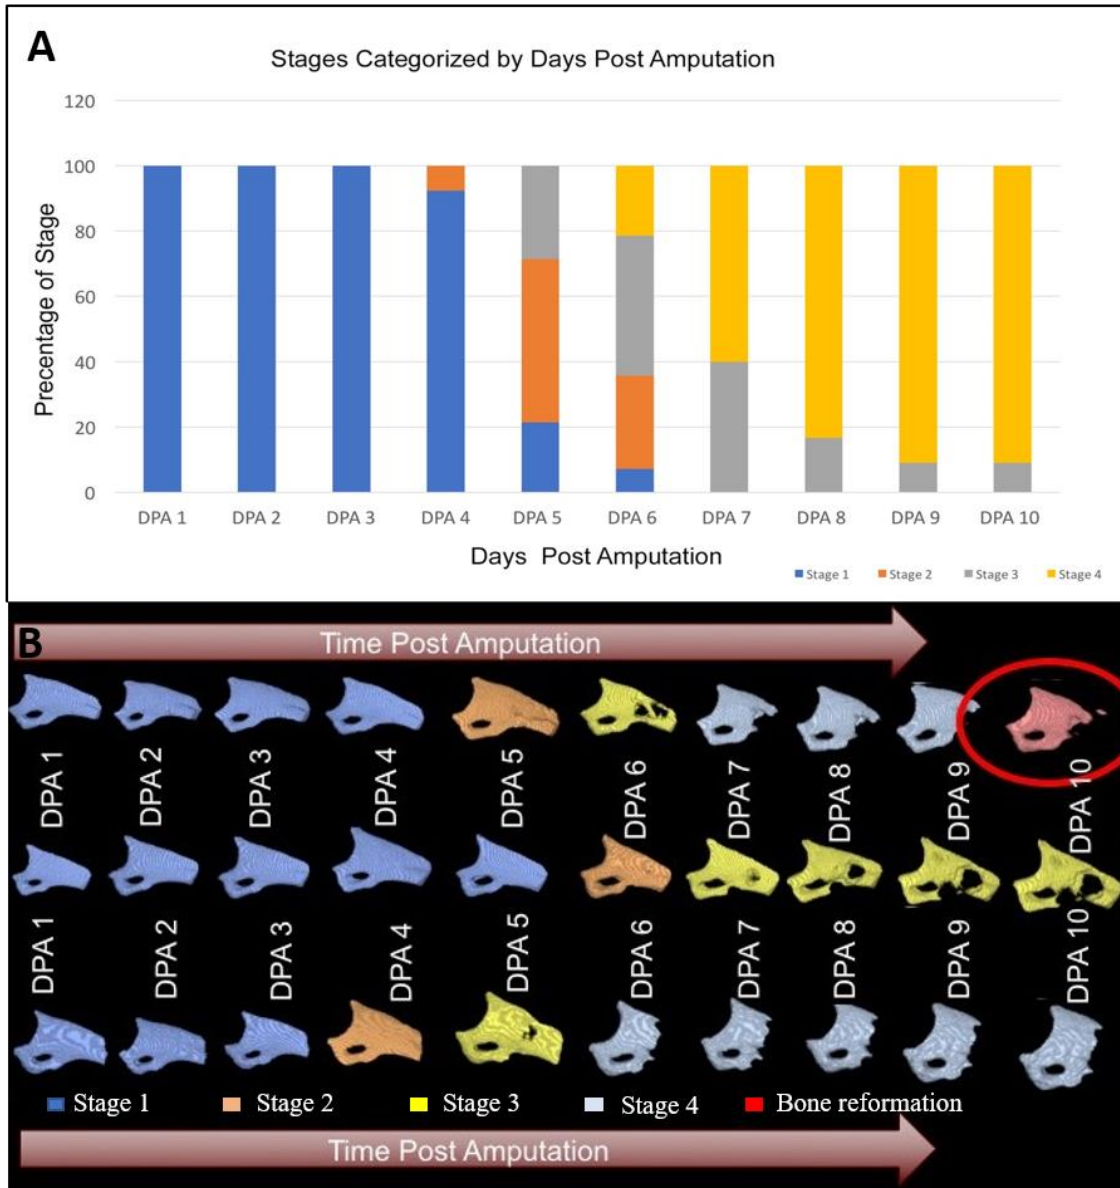 A
Stages Categorized by Days Post Amputation
120
100
80
60
40
20
0
Precentage of Stage
DPA 1 DPA 2 DPA 3 DPA 4 DPA 5 DPA 6 DPA 7 DPA 8 DPA 9 DPA 10
Days Post Amputation
Stage 1 Stage 2 Stage 3 Stage 4
B
Time Post Amputation
DPA 1 DPA 2 DPA 3 DPA 4 DPA 5 DPA 6 DPA 7 DPA 8 DPA 9 DPA 10
DPA 1 DPA 2 DPA 3 DPA 4 DPA 5 DPA 6 DPA 7 DPA 8 DPA 9 DPA 10
Stage 1 Stage 2 Stage 3 Stage 4 Bone reformation
Time Post Amputation